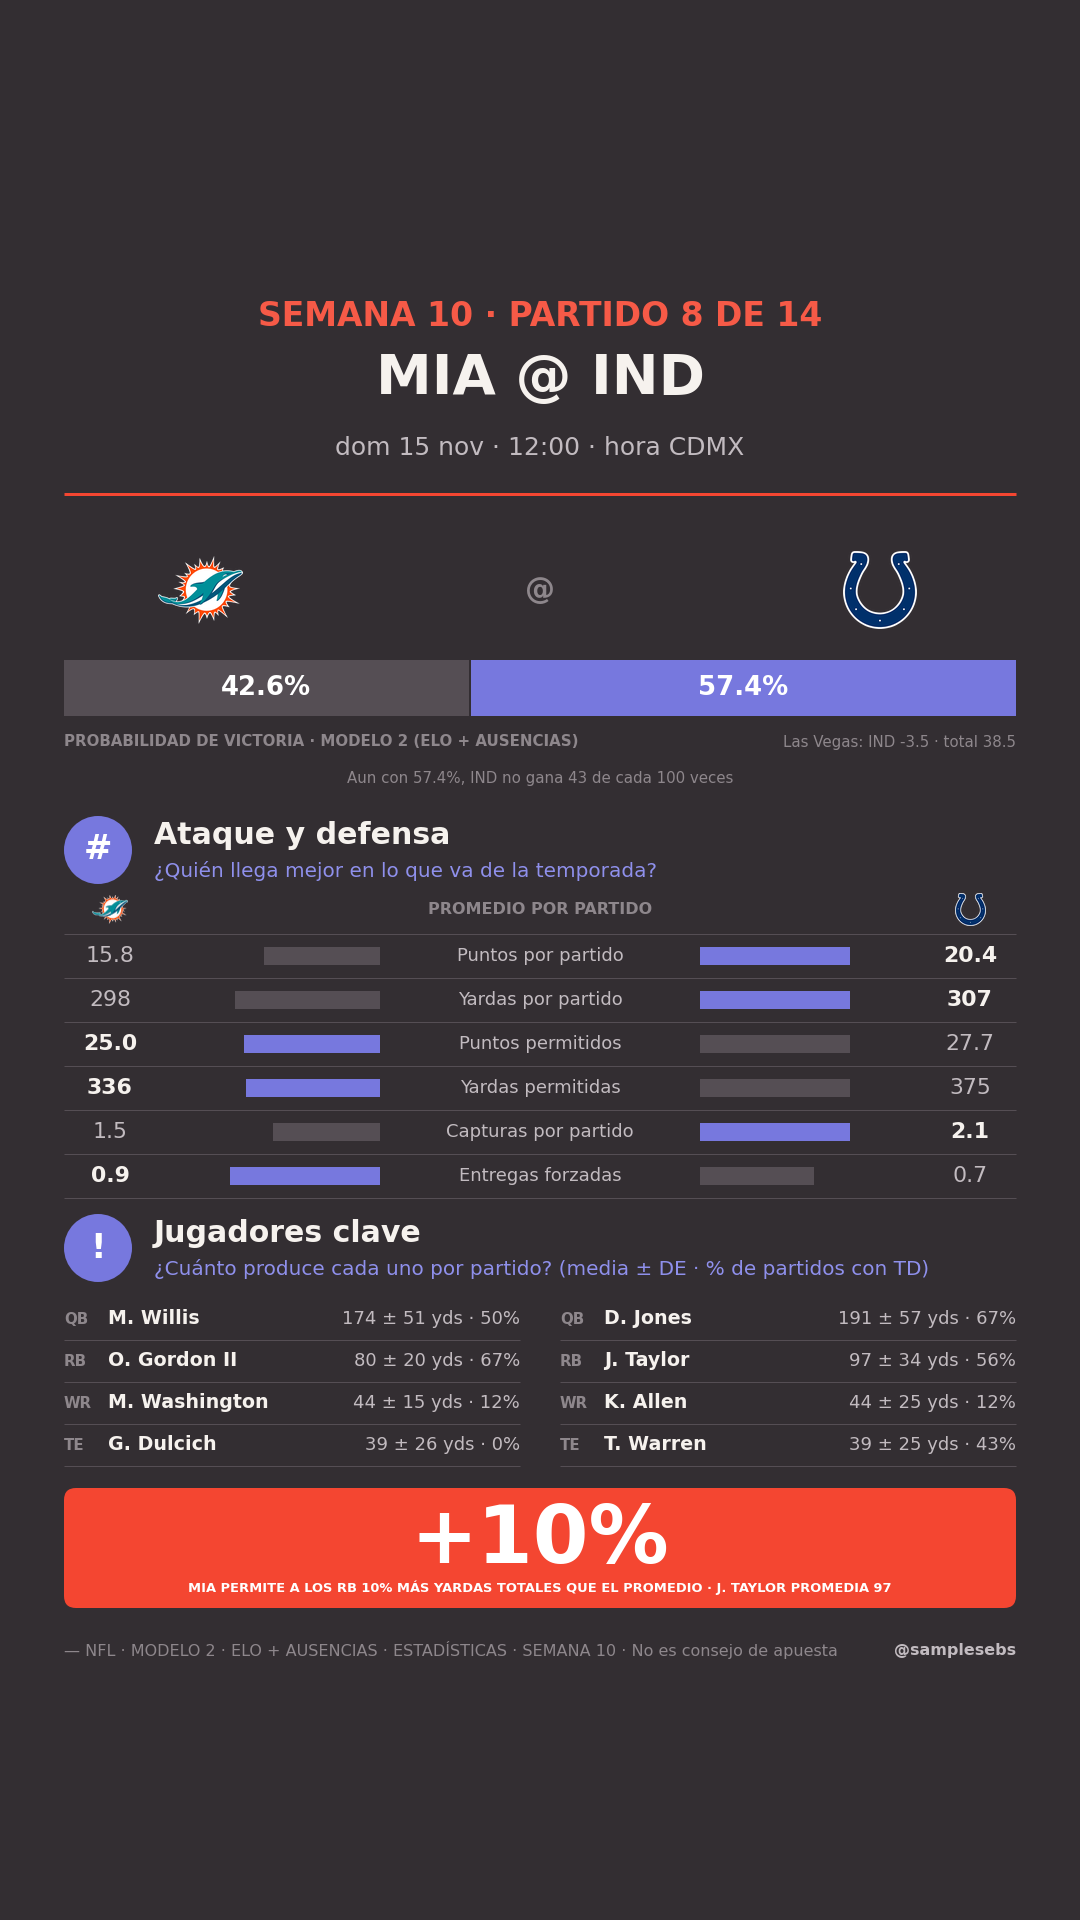 SEMANA 10 · PARTIDO 8 DE 14
MIA @ IND
dom 15 nov · 12:00 · hora CDMX
@
42.6% 57.4%
PROBABILIDAD DE VICTORIA · MODELO 2 (ELO + AUSENCIAS) Las Vegas: IND -3.5 · total 38.5
Aun con 57.4%, IND no gana 43 de cada 100 veces
# Ataque y defensa
¿Quién llega mejor en lo que va de la temporada?
PROMEDIO POR PARTIDO
15.8 Puntos por partido 20.4
298 Yardas por partido 307
25.0 Puntos permitidos 27.7
336 Yardas permitidas 375
1.5 Capturas por partido 2.1
0.9 Entregas forzadas 0.7
! Jugadores clave
¿Cuánto produce cada uno por partido? (media ± DE · % de partidos con TD)
QB M. Willis 174 ± 51 yds · 50% QB D. Jones 191 ± 57 yds · 67%
RB O. Gordon II 80 ± 20 yds · 67% RB J. Taylor 97 ± 34 yds · 56%
WR M. Washington 44 ± 15 yds · 12% WR K. Allen 44 ± 25 yds · 12%
TE G. Dulcich 39 ± 26 yds · 0% TE T. Warren 39 ± 25 yds · 43%
+10%
MIA PERMITE A LOS RB 10% MÁS YARDAS TOTALES QUE EL PROMEDIO · J. TAYLOR PROMEDIA 97
— NFL · MODELO 2 · ELO + AUSENCIAS · ESTADÍSTICAS · SEMANA 10 · No es consejo de apuesta @samplesebs